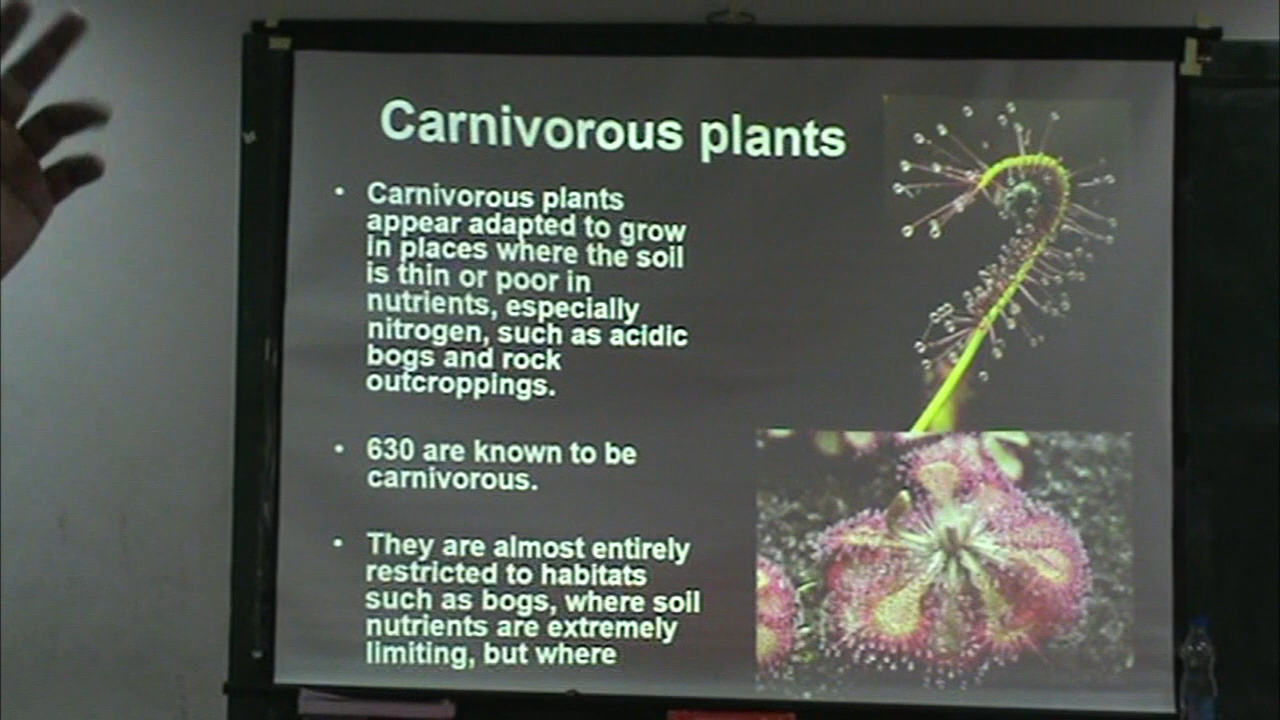 Carnivorous plants
• Carnivorous plants
appear adapted to grow
in places where the soil
is thin or poor in
nutrients, especially
nitrogen, such as acidic
bogs and rock
outcroppings.
• 630 are known to be
carnivorous.
• They are almost entirely
restricted to habitats
such as bogs, where soil
nutrients are extremely
limiting, but where